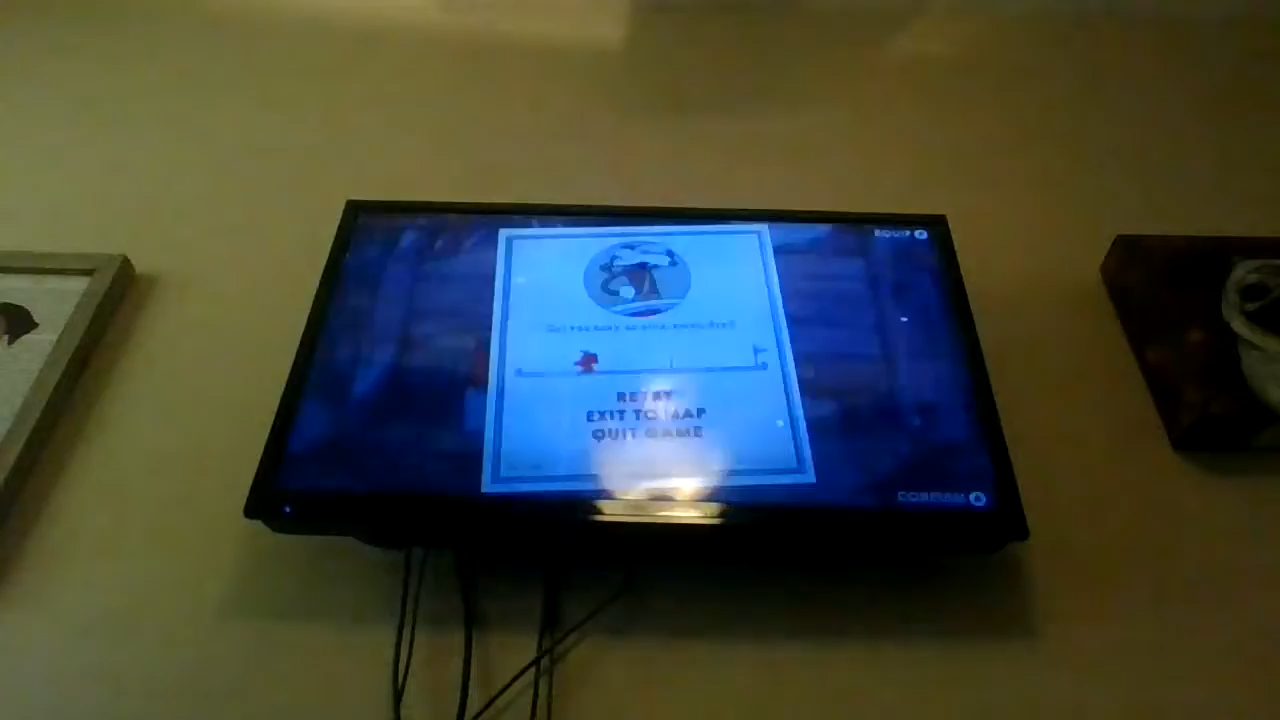 EQUIP
RETRY
EXIT TO MAP
QUIT GAME
CONFIRM